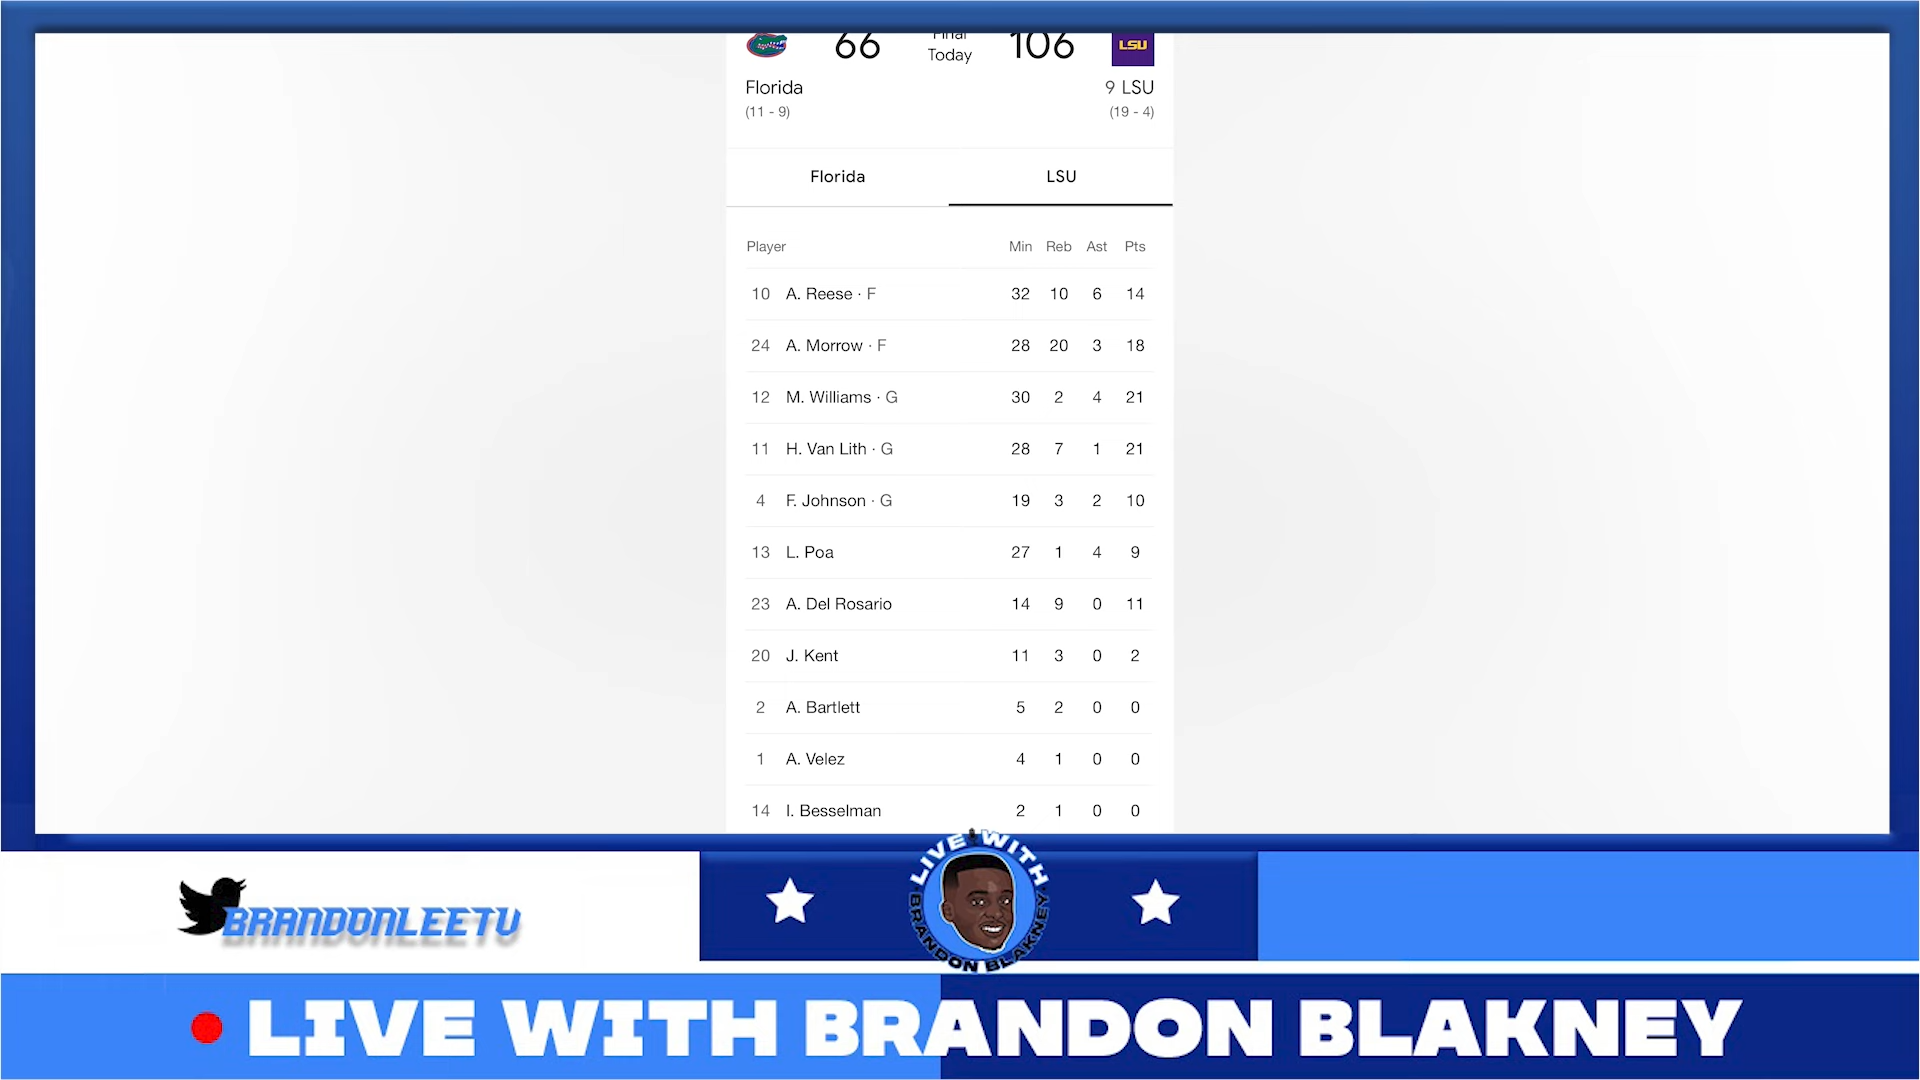 66 Final 106 LSU
Today
Florida 9 LSU
(11 - 9) (19 - 4)
Florida LSU
Player Min Reb Ast Pts
10 A. Reese · F 32 10 6 14
24 A. Morrow · F 28 20 3 18
12 M. Williams · G 30 2 4 21
11 H. Van Lith · G 28 7 1 21
4 F. Johnson · G 19 3 2 10
13 L. Poa 27 1 4 9
23 A. Del Rosario 14 9 0 11
20 J. Kent 11 3 0 2
2 A. Bartlett 5 2 0 0
1 A. Velez 4 1 0 0
14 I. Besselman 2 1 0 0
LIVE WITH
BRANDON BLAKNEY
BRANDONLEETV
LIVE WITH BRANDON BLAKNEY